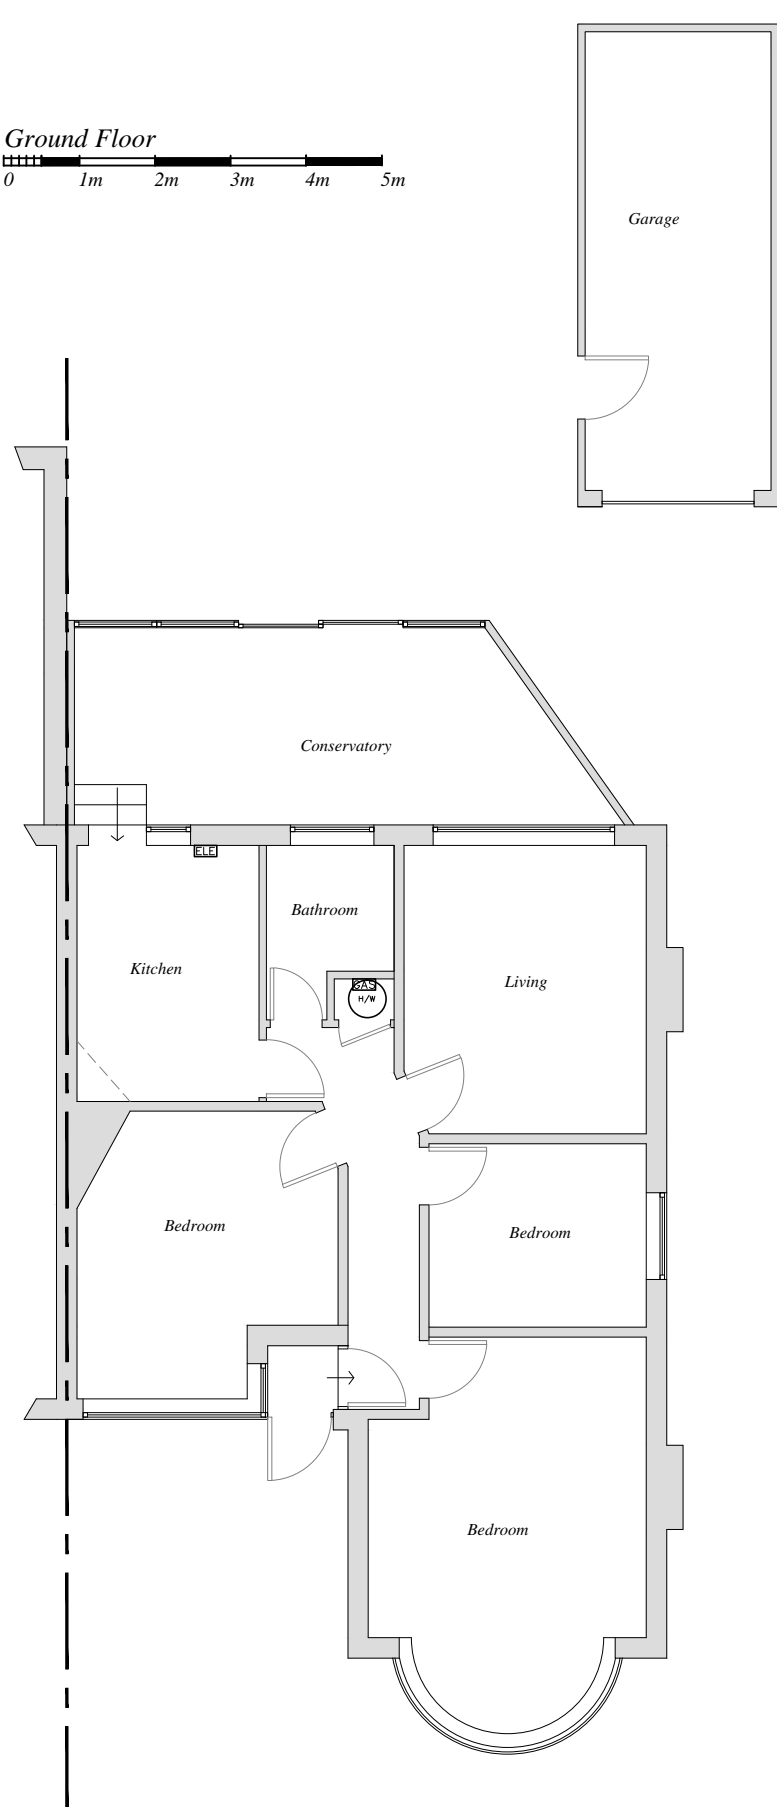 Ground Floor
0 1m 2m 3m 4m 5m
Garage
Conservatory
ELE
Bathroom
Kitchen
Living
GAS
H/W
Bedroom
Bedroom
Bedroom